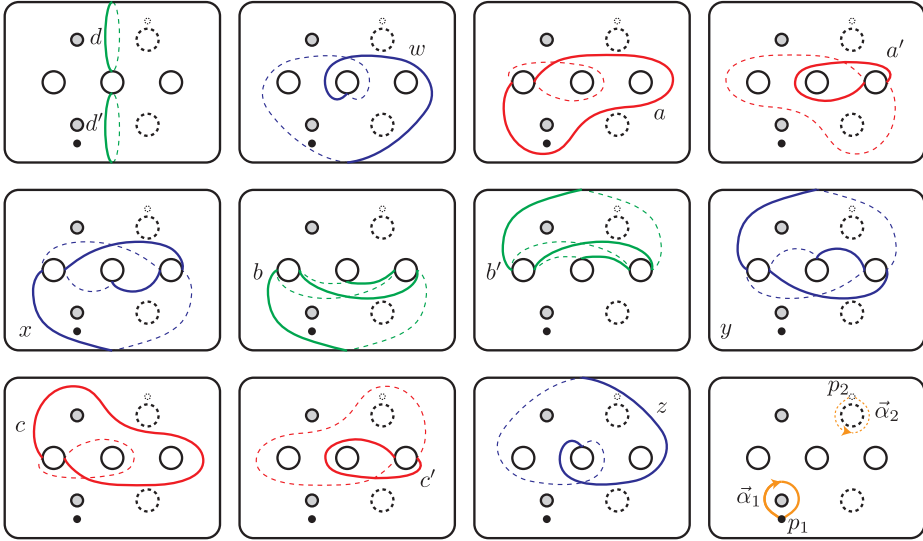 d
d′
w
a
a′
x
b
b′
y
c
c′
z
p₂
α⃗₂
α⃗₁
p₁